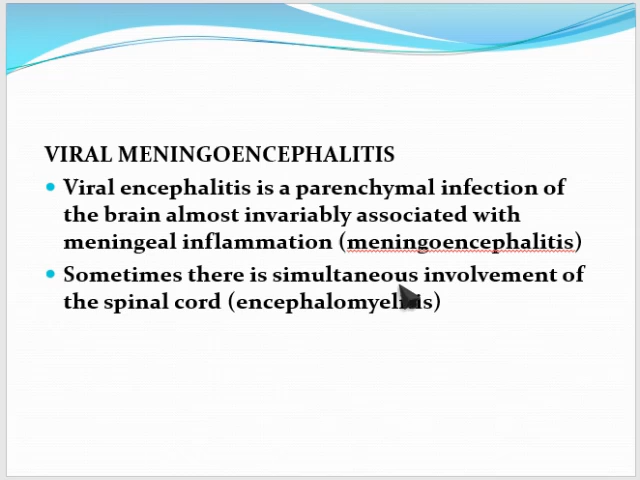 VIRAL MENINGOENCEPHALITIS
Viral encephalitis is a parenchymal infection of
the brain almost invariably associated with
meningeal inflammation (meningoencephalitis)
Sometimes there is simultaneous involvement of
the spinal cord (encephalomyelitis)